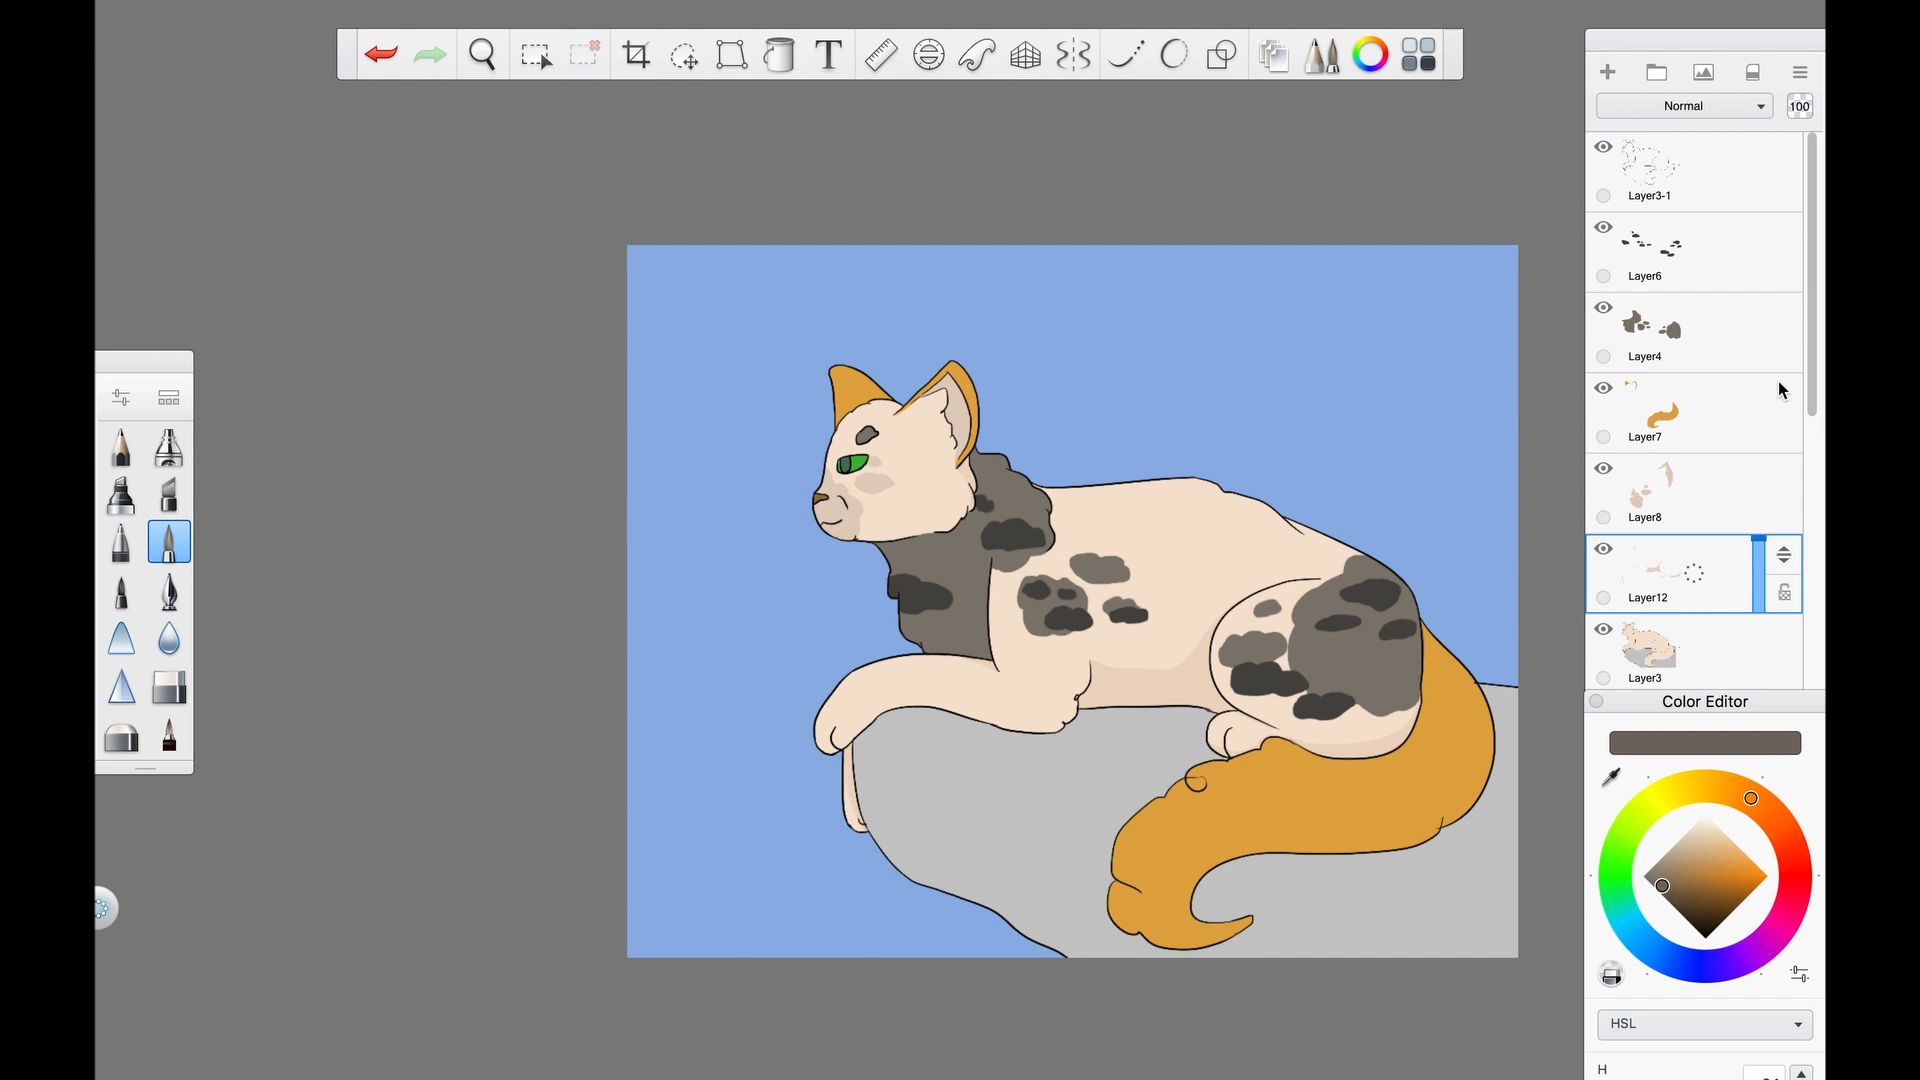 T
Normal
100
Layer3-1
Layer6
Layer4
Layer7
Layer8
Layer12
Layer3
Color Editor
HSL
H